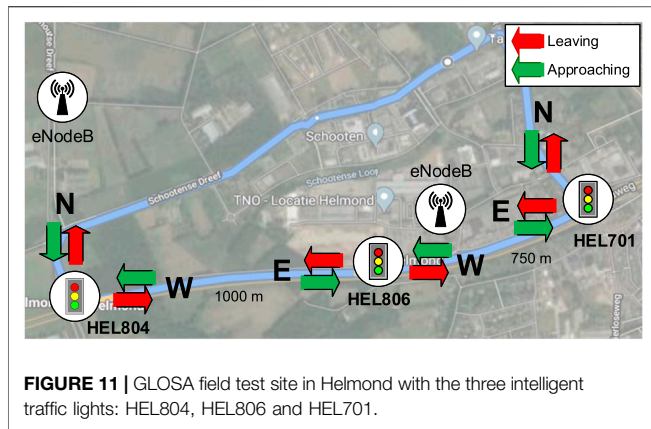 Leaving
Approaching
Ta
N
eNodeB
Schooten
Schootense Dreef
Schootense Loop
eNodeB
TNO - Locatie Helmond
N
E
HEL701
W
E
W
750 m
1000 m
HEL806
HEL804
FIGURE 11 | GLOSA field test site in Helmond with the three intelligent
traffic lights: HEL804, HEL806 and HEL701.